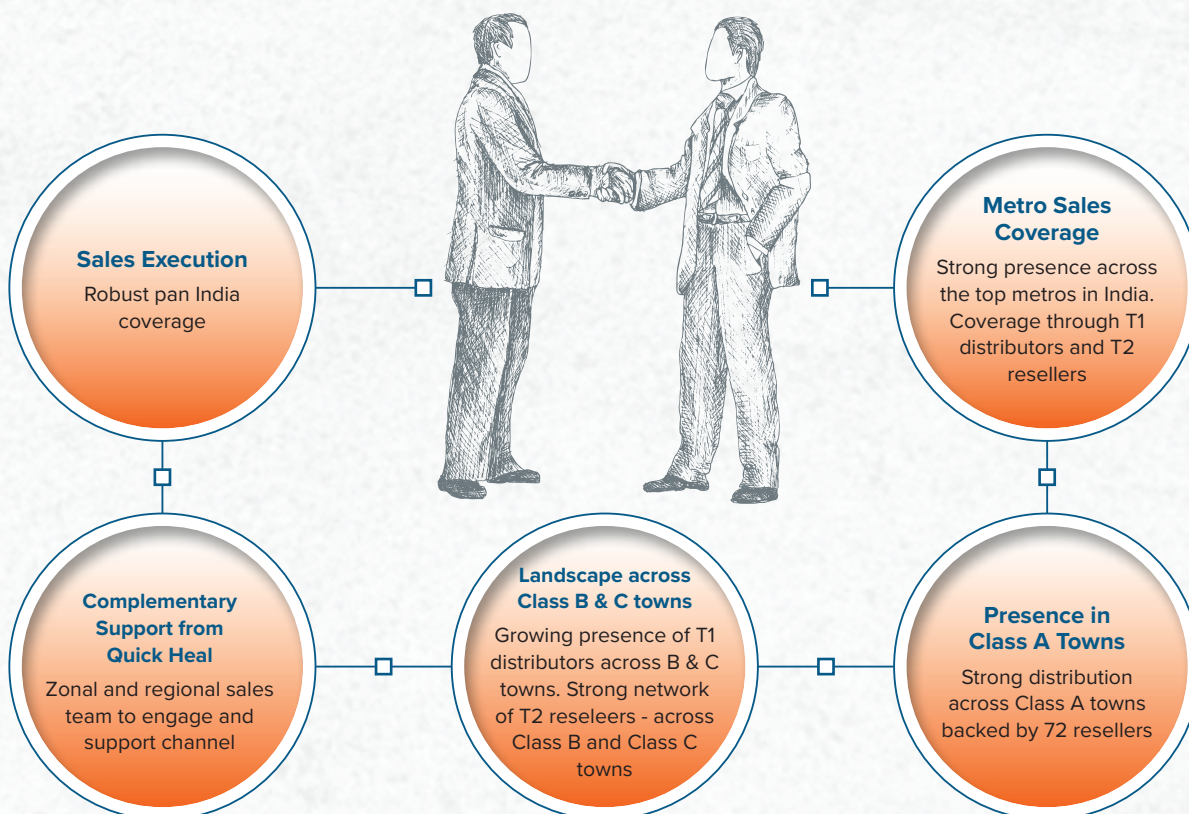 Sales Execution
Robust pan India
coverage
Metro Sales
Coverage
Strong presence across
the top metros in India.
Coverage through T1
distributors and T2
resellers
Complementary
Support from
Quick Heal
Zonal and regional sales
team to engage and
support channel
Landscape across
Class B & C towns
Growing presence of T1
distributors across B & C
towns. Strong network
of T2 reseleers - across
Class B and Class C
towns
Presence in
Class A Towns
Strong distribution
across Class A towns
backed by 72 resellers